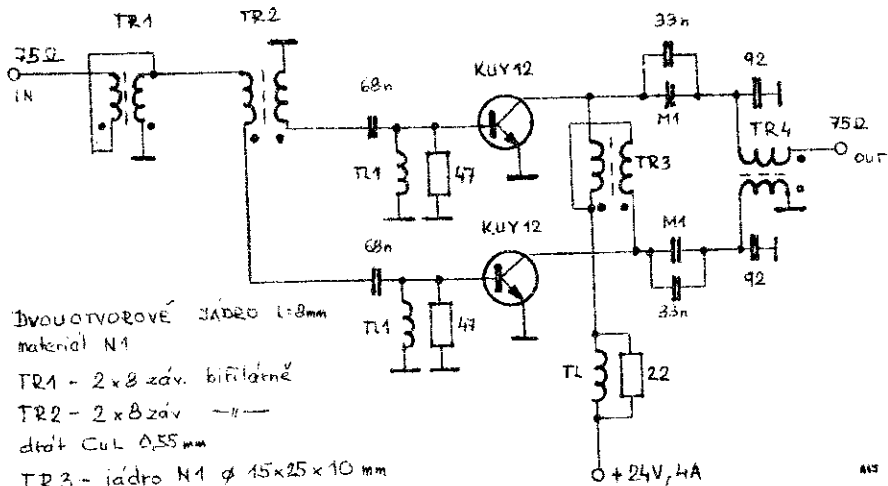 TR1
TR2
75Ω
IN
68n
KUY12
33n
M1
92
TR4
75Ω
OUT
TL1
47
TR3
68n
KUY12
M1
33n
92
TL1
47
TL
22
+24V, 4A
DVOUOTVOROVÉ JÁDRO l=8mm
materiál N1
TR1 - 2×8 záv. bifilárně
TR2 - 2×8 záv —"—
drát CuL 0,55mm
TR3 - jádro N1 ø 15×25×10 mm